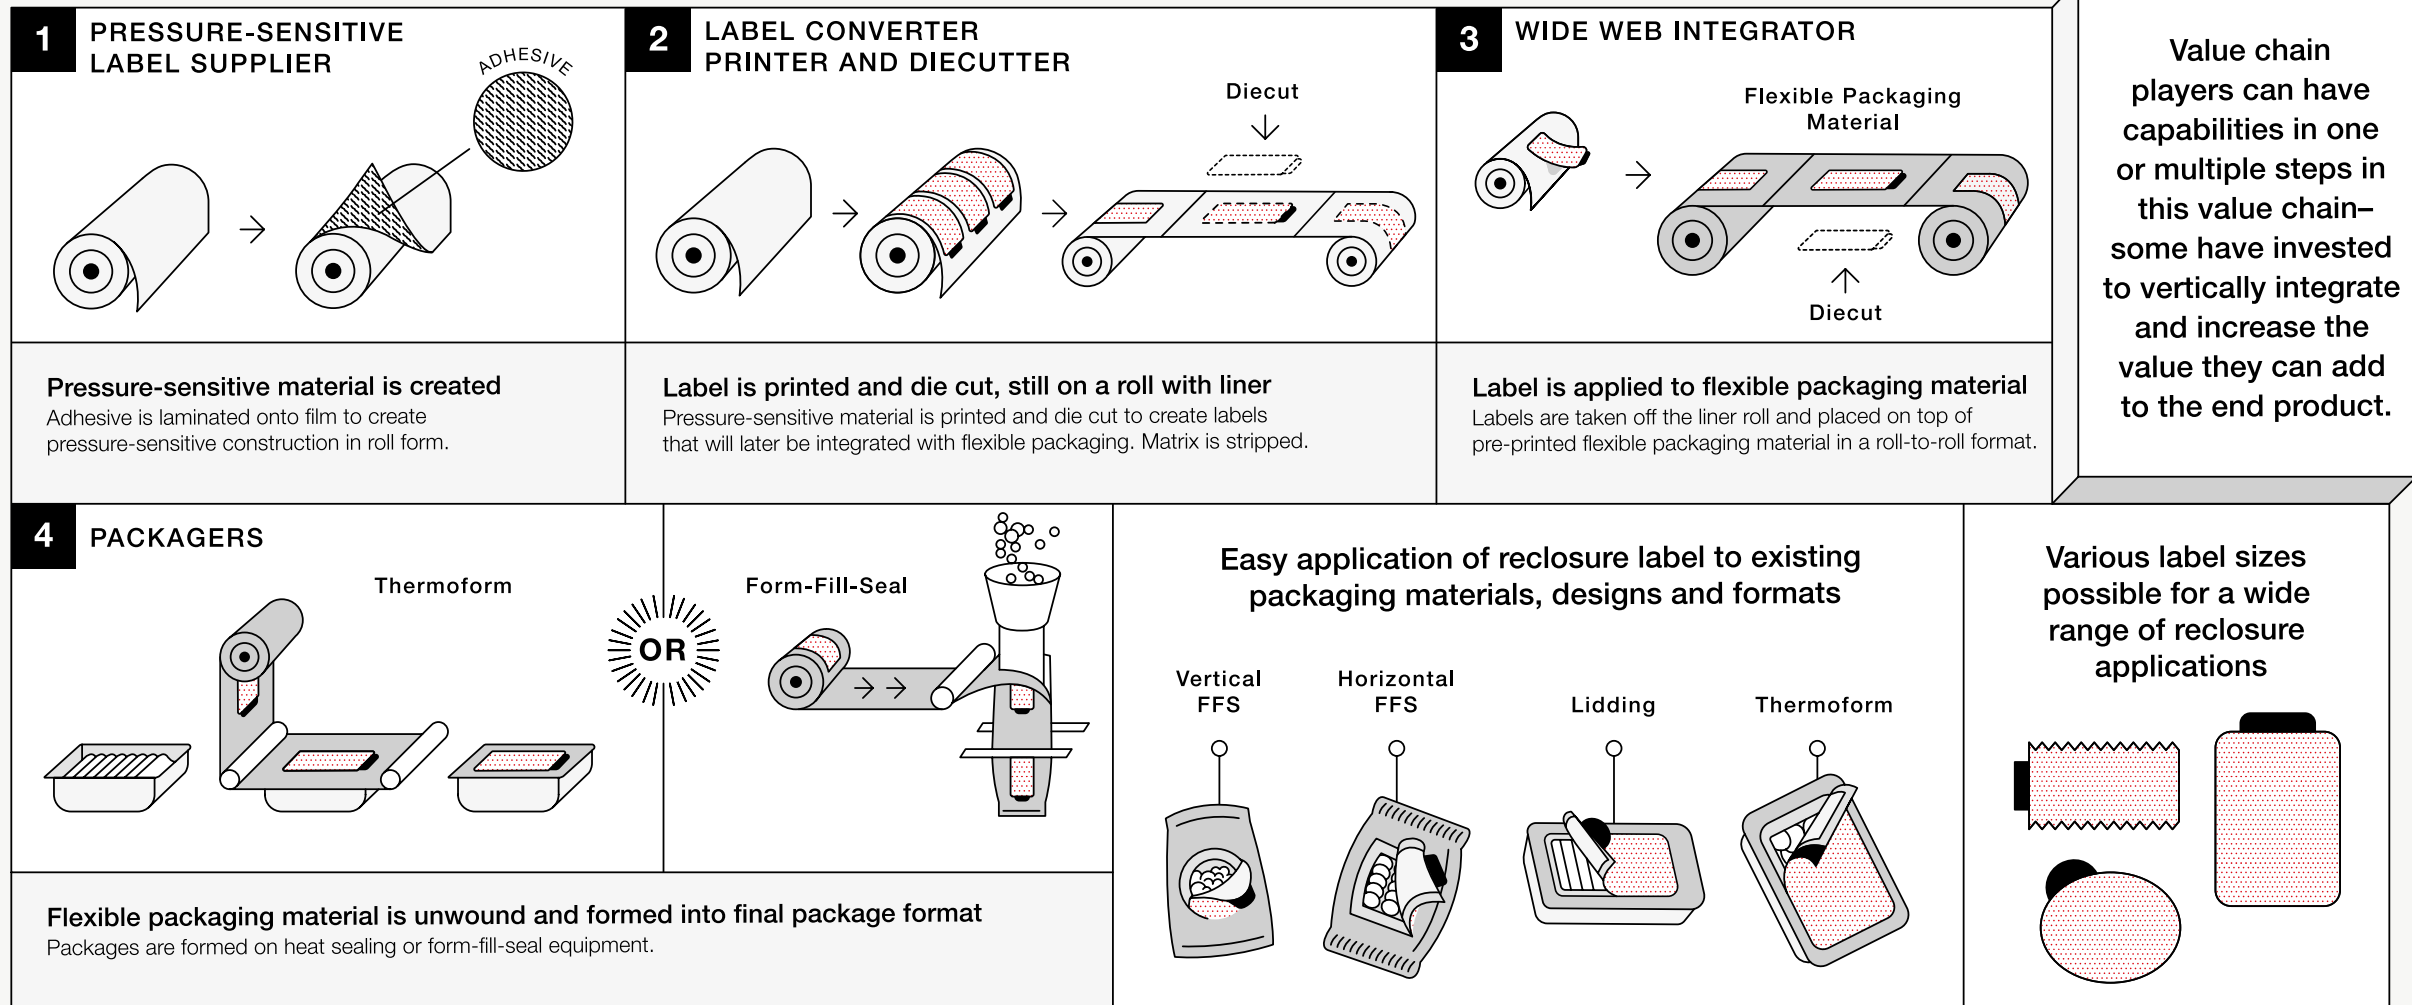 1
PRESSURE-SENSITIVE
LABEL SUPPLIER
ADHESIVE
Pressure-sensitive material is created
Adhesive is laminated onto film to create
pressure-sensitive construction in roll form.
2
LABEL CONVERTER
PRINTER AND DIECUTTER
Diecut
Label is printed and die cut, still on a roll with liner
Pressure-sensitive material is printed and die cut to create labels
that will later be integrated with flexible packaging. Matrix is stripped.
3
WIDE WEB INTEGRATOR
Flexible Packaging
Material
Diecut
Label is applied to flexible packaging material
Labels are taken off the liner roll and placed on top of
pre-printed flexible packaging material in a roll-to-roll format.
Value chain
players can have
capabilities in one
or multiple steps in
this value chain–
some have invested
to vertically integrate
and increase the
value they can add
to the end product.
4
PACKAGERS
Thermoform
OR
Form-Fill-Seal
Flexible packaging material is unwound and formed into final package format
Packages are formed on heat sealing or form-fill-seal equipment.
Easy application of reclosure label to existing
packaging materials, designs and formats
Vertical
FFS
Horizontal
FFS
Lidding
Thermoform
Various label sizes
possible for a wide
range of reclosure
applications